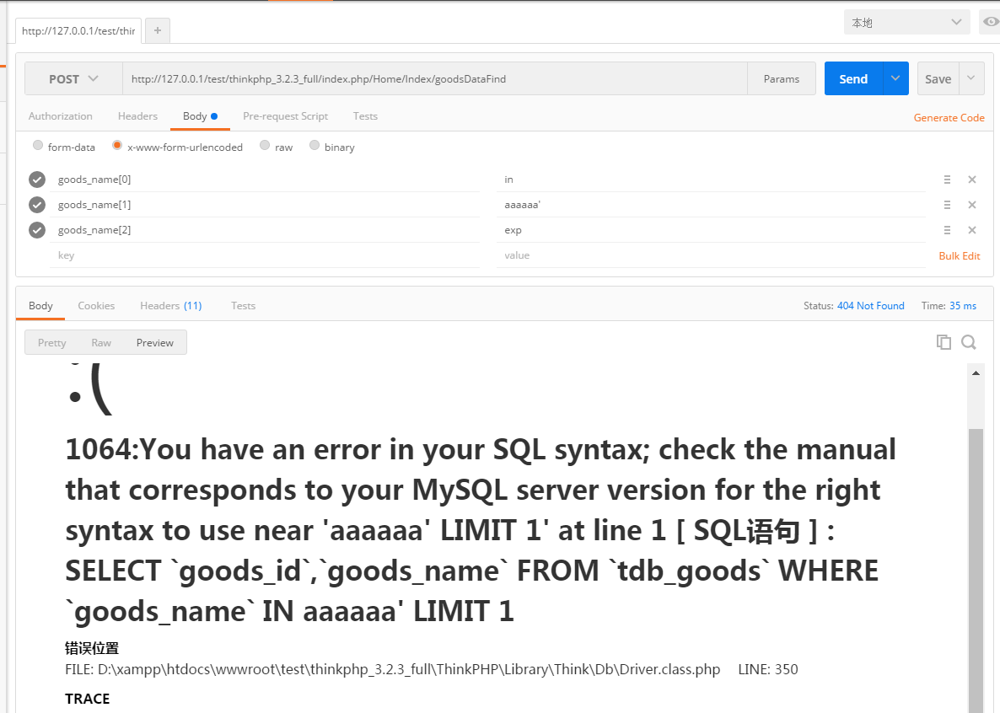 http://127.0.0.1/test/thin
+
本地
POST
http://127.0.0.1/test/thinkphp_3.2.3_full/index.php/Home/Index/goodsDataFind
Params
Send
Save
Authorization
Headers
Body
Pre-request Script
Tests
Generate Code
form-data
x-www-form-urlencoded
raw
binary
goods_name[0] in
goods_name[1] aaaaaa'
goods_name[2] exp
key value
Bulk Edit
Body
Cookies
Headers (11)
Tests
Status: 404 Not Found
Time: 35 ms
Pretty
Raw
Preview
:(
1064:You have an error in your SQL syntax; check the manual
that corresponds to your MySQL server version for the right
syntax to use near 'aaaaaa' LIMIT 1' at line 1 [ SQL语句 ] :
SELECT `goods_id`,`goods_name` FROM `tdb_goods` WHERE
`goods_name` IN aaaaaa' LIMIT 1
错误位置
FILE: D:\xampp\htdocs\wwwroot\test\thinkphp_3.2.3_full\ThinkPHP\Library\Think\Db\Driver.class.php LINE: 350
TRACE